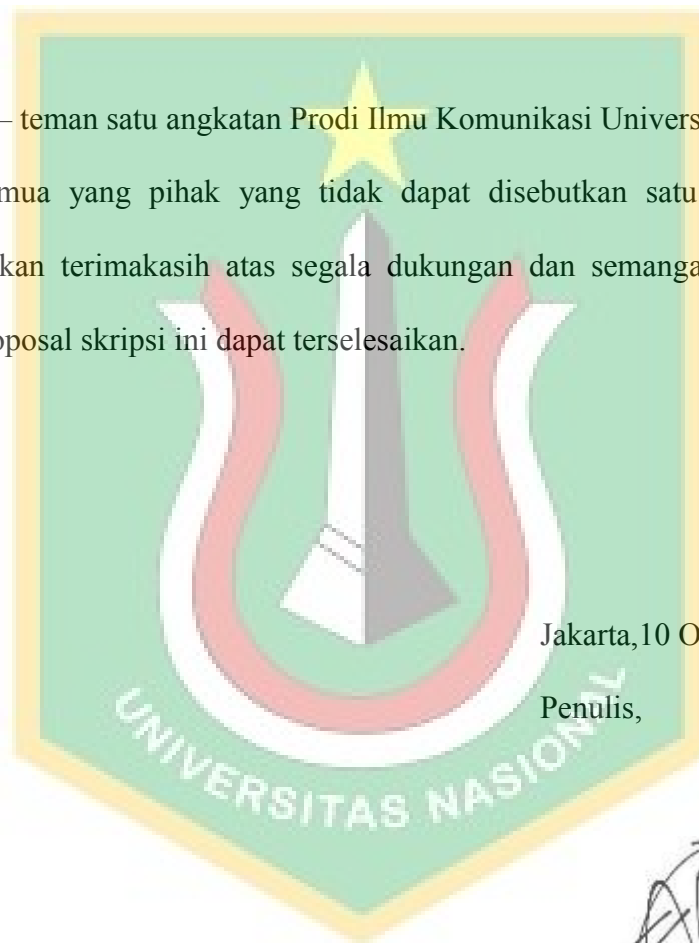 – teman satu angkatan Prodi Ilmu Komunikasi Univers
mua yang pihak yang tidak dapat disebutkan satu
kan terimakasih atas segala dukungan dan semanga
oposal skripsi ini dapat terselesaikan.
Jakarta,10 O
Penulis,
UNIVERSITAS NASIONAL